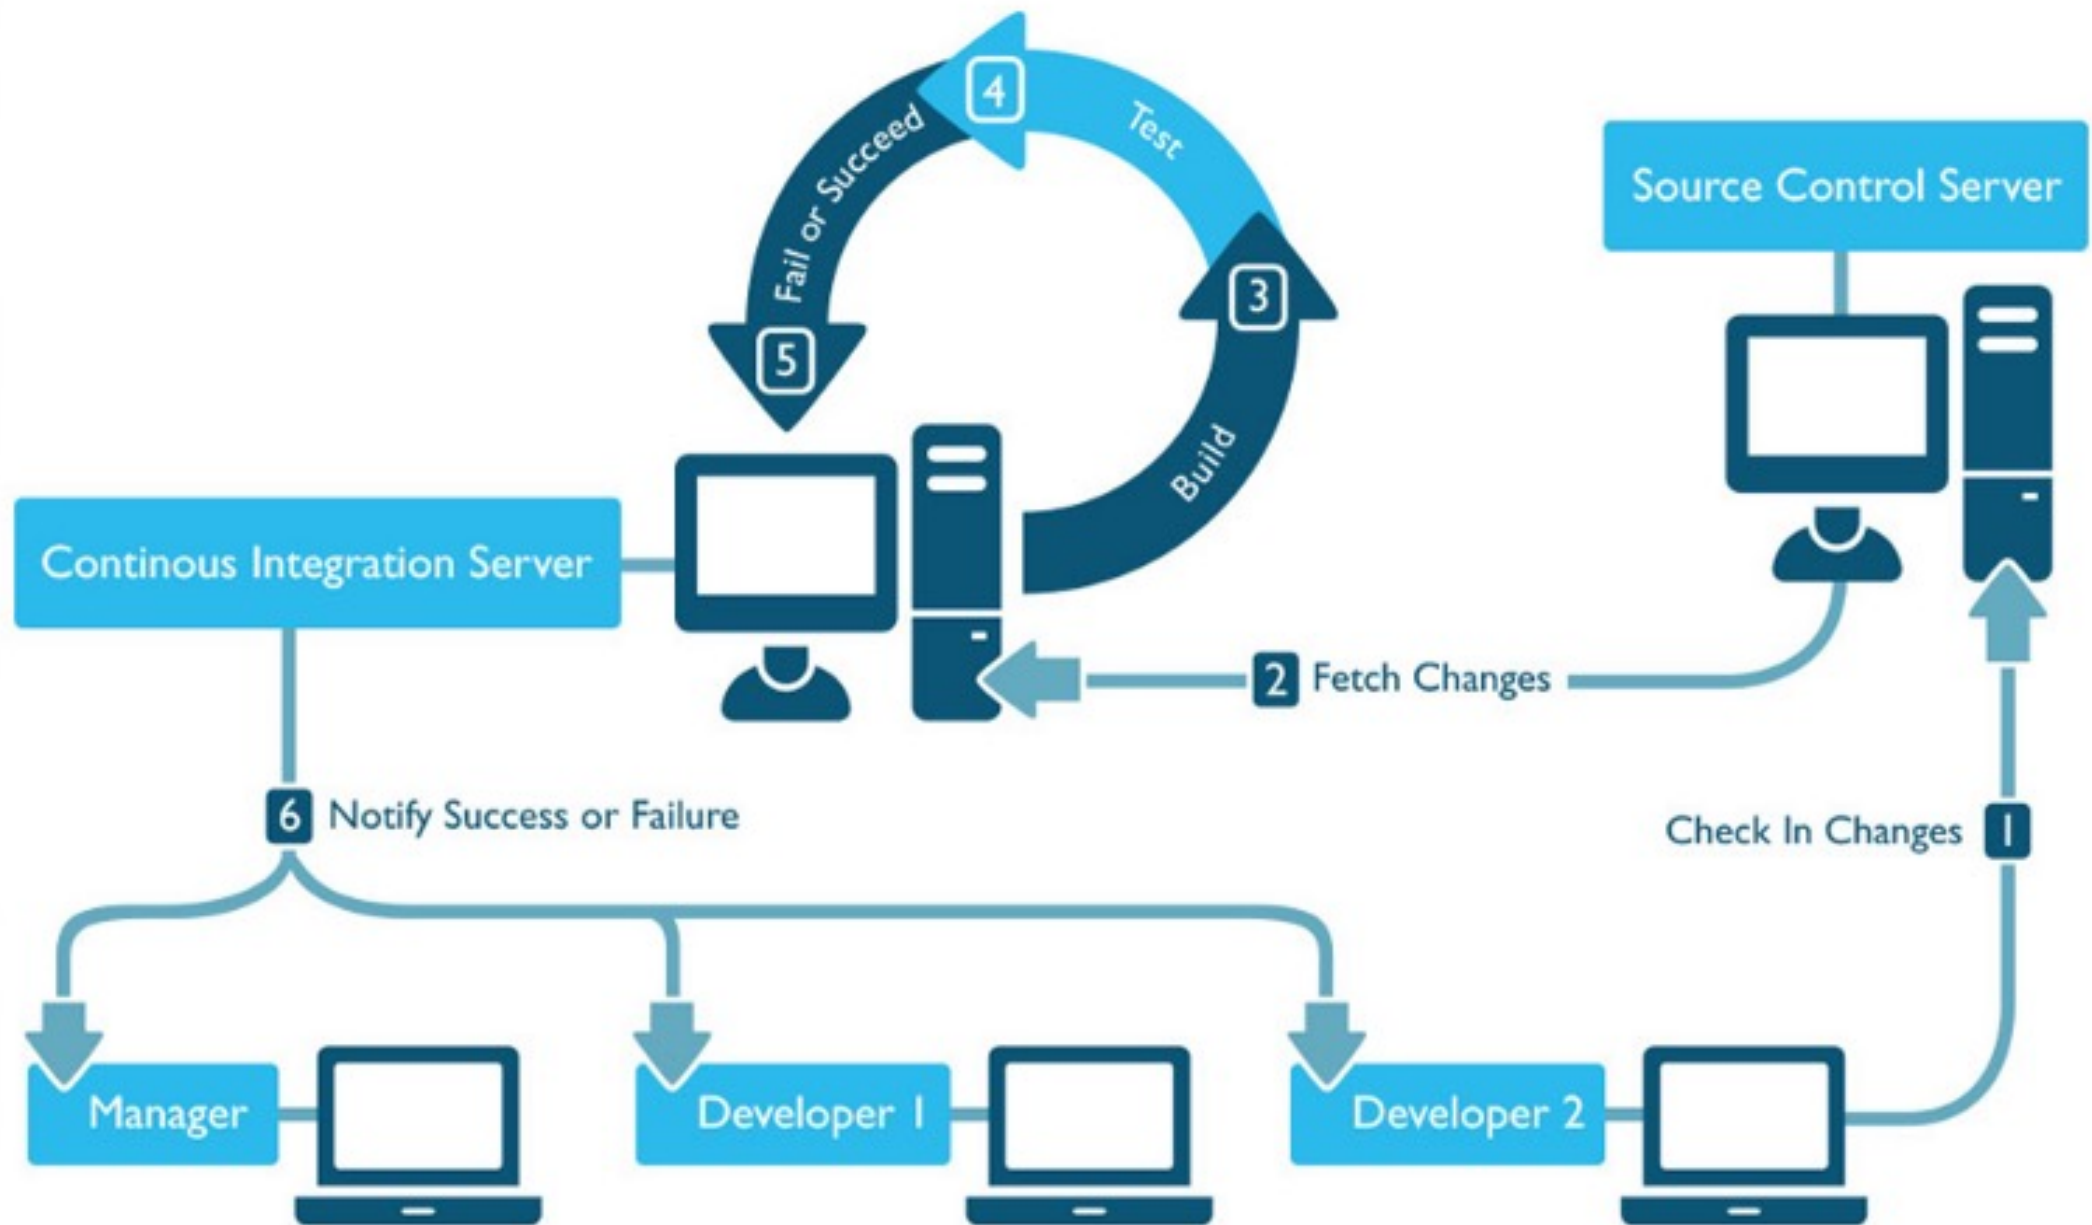 4
Test
Fail or Succeed
3
5
Build
Source Control Server
Continous Integration Server
2 Fetch Changes
6 Notify Success or Failure
Check In Changes 1
Manager
Developer 1
Developer 2